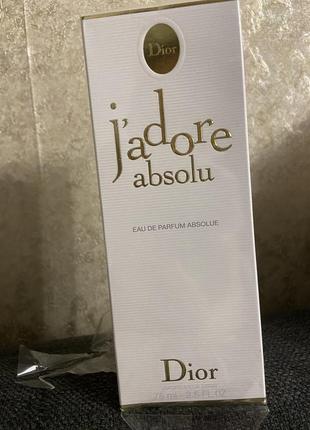 Dior
j'adore
absolu
EAU DE PARFUM ABSOLUE
Dior
75 ml - 2.5 FL.OZ